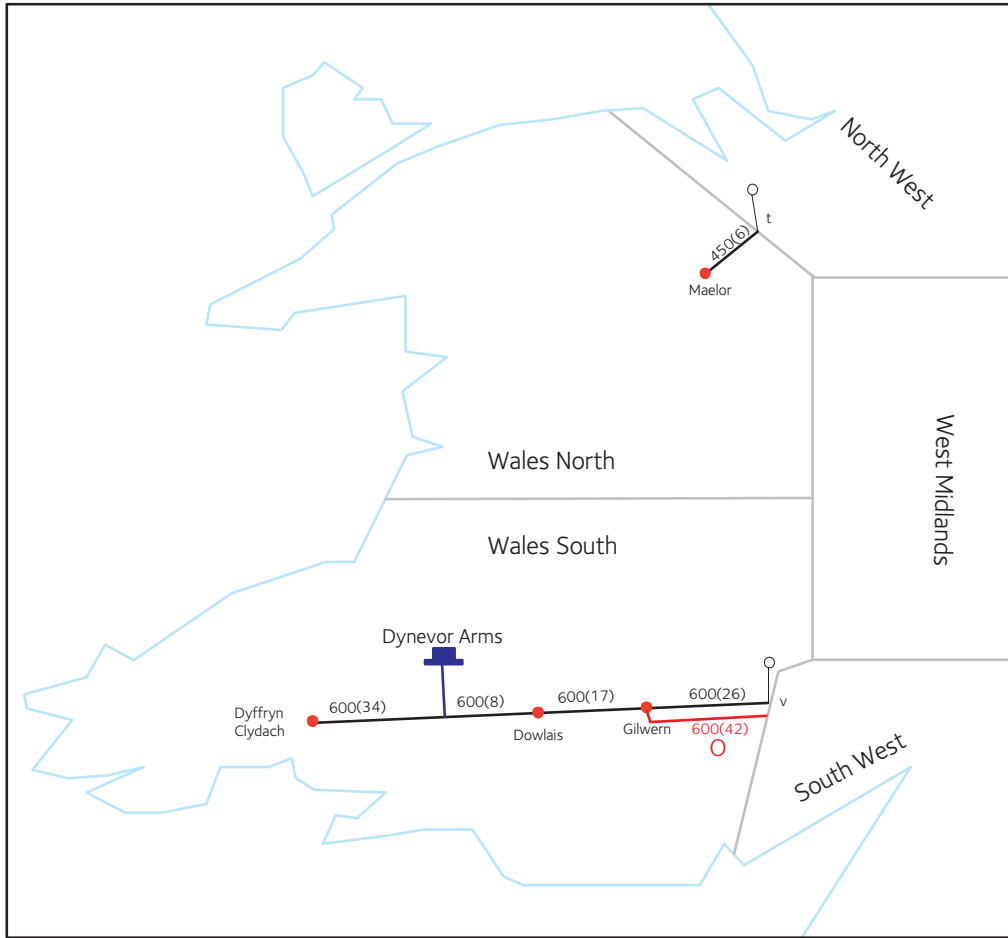 North West
O
t
450(6)
Maelor
West Midlands
Wales North
Wales South
Dynevor Arms
O
v
600(34)
600(8)
600(17)
600(26)
Dyffryn
Clydach
Dowlais
Gilwern
600(42)
O
South West